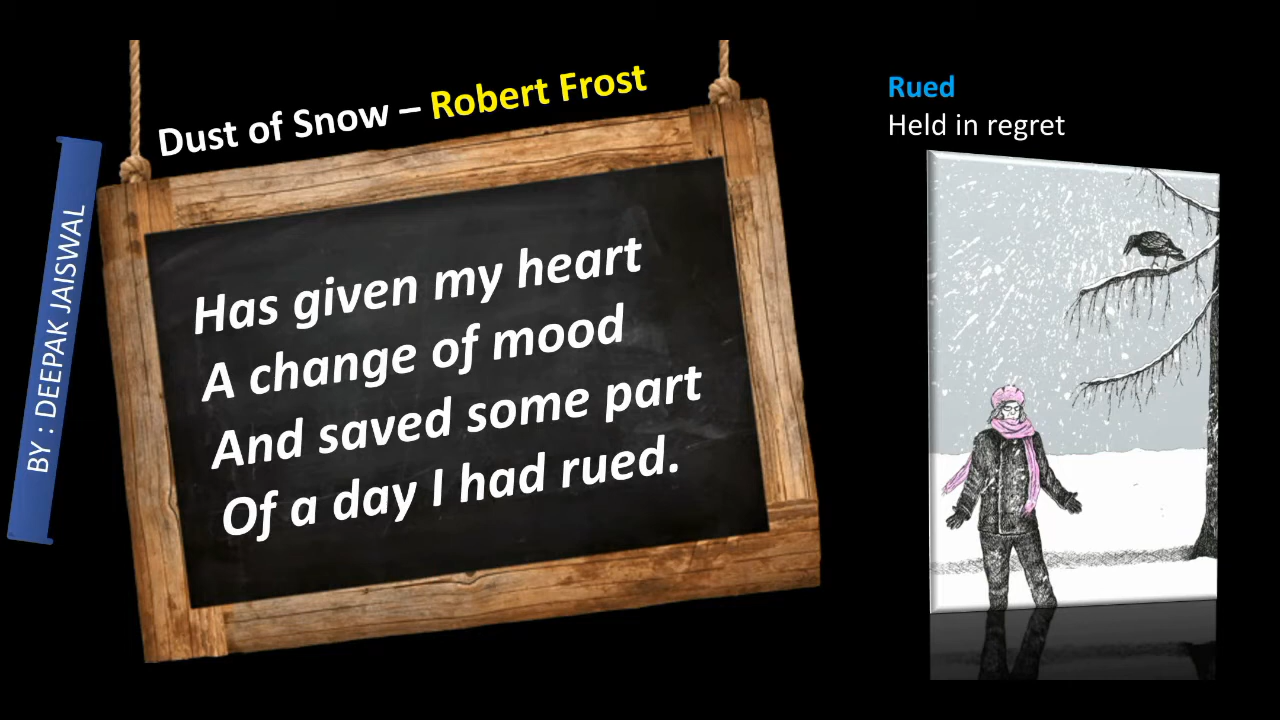 Dust of Snow – Robert Frost
BY : DEEPAK JAISWAL
Has given my heart
A change of mood
And saved some part
Of a day I had rued.
Rued
Held in regret